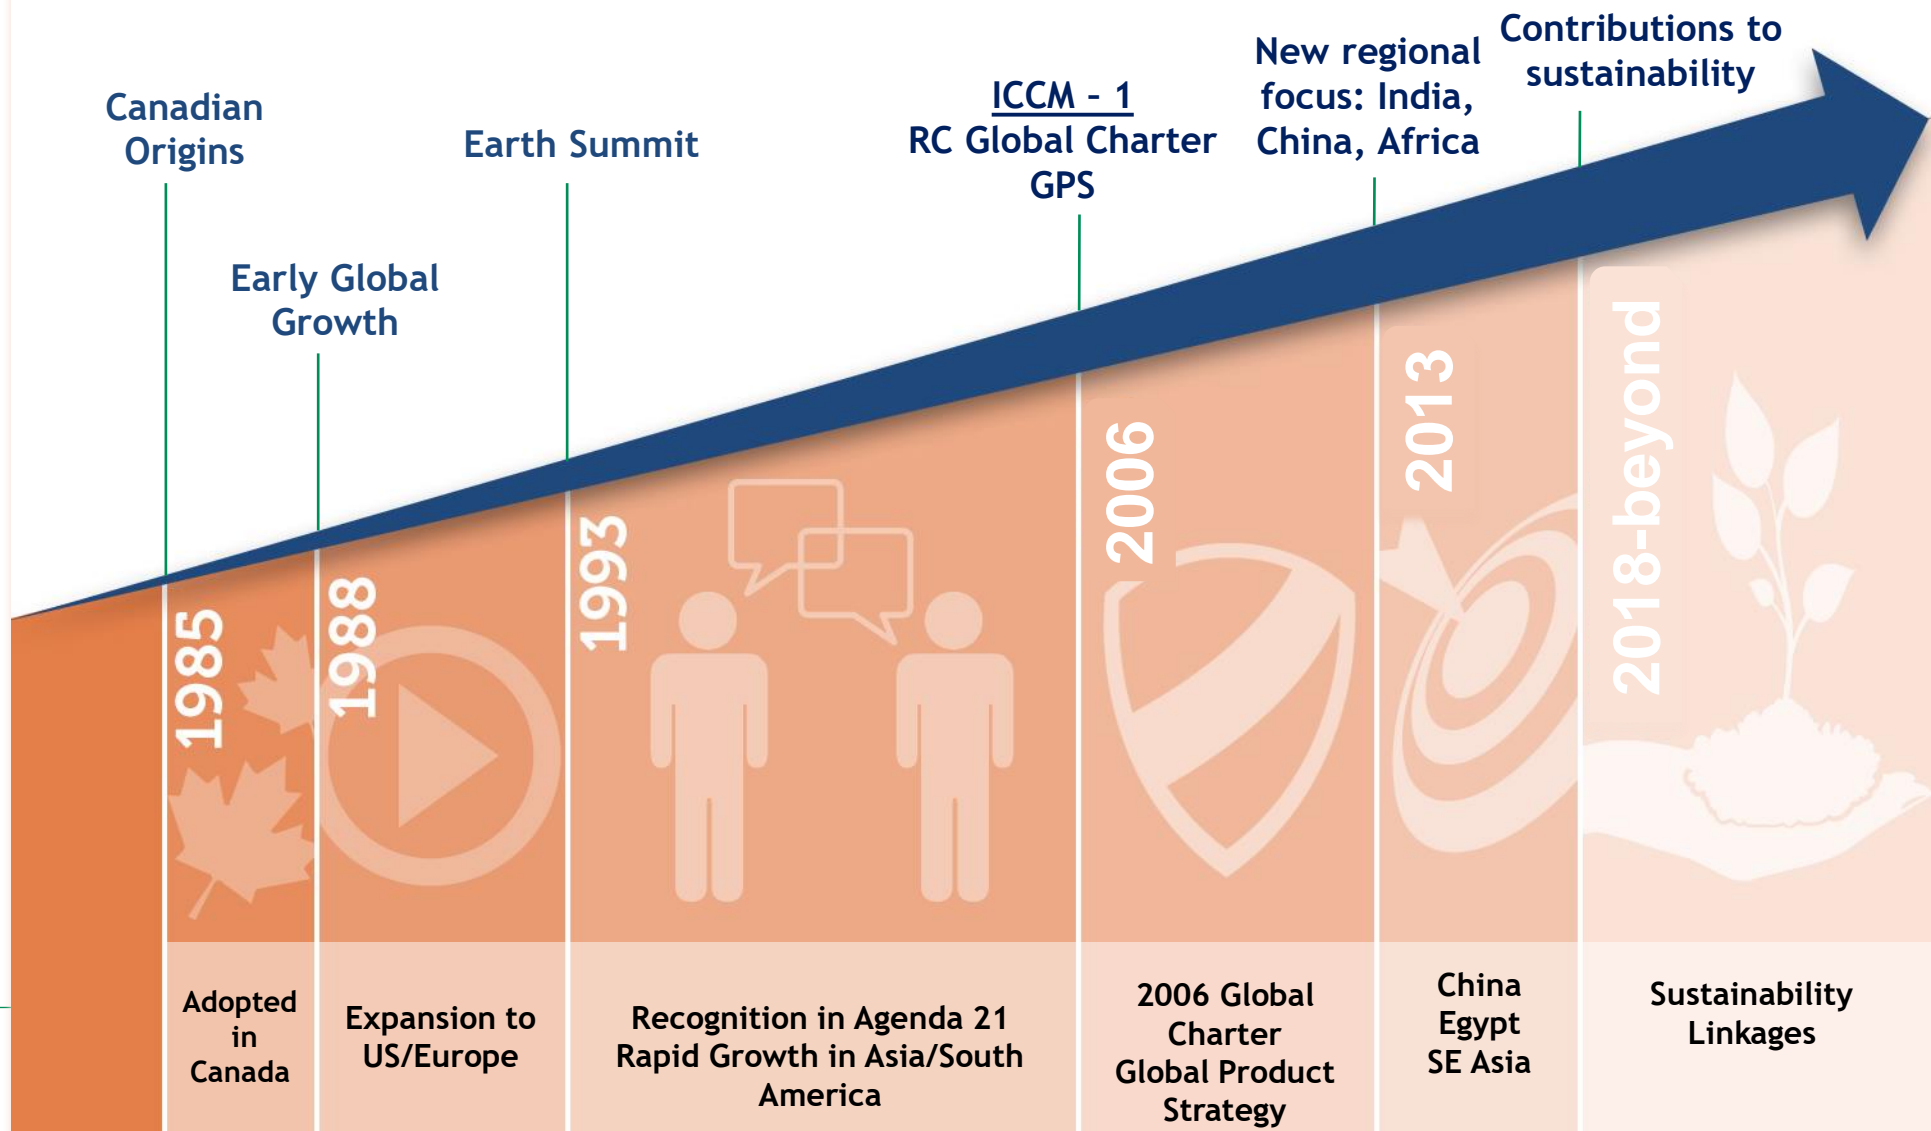 Canadian
Origins
Early Global
Growth
Earth Summit
ICCM – 1
RC Global Charter
GPS
New regional
focus: India,
China, Africa
Contributions to
sustainability
1985
1988
1993
2006
2013
2018-beyond
Adopted
in
Canada
Expansion to
US/Europe
Recognition in Agenda 21
Rapid Growth in Asia/South
America
2006 Global
Charter
Global Product
Strategy
China
Egypt
SE Asia
Sustainability
Linkages